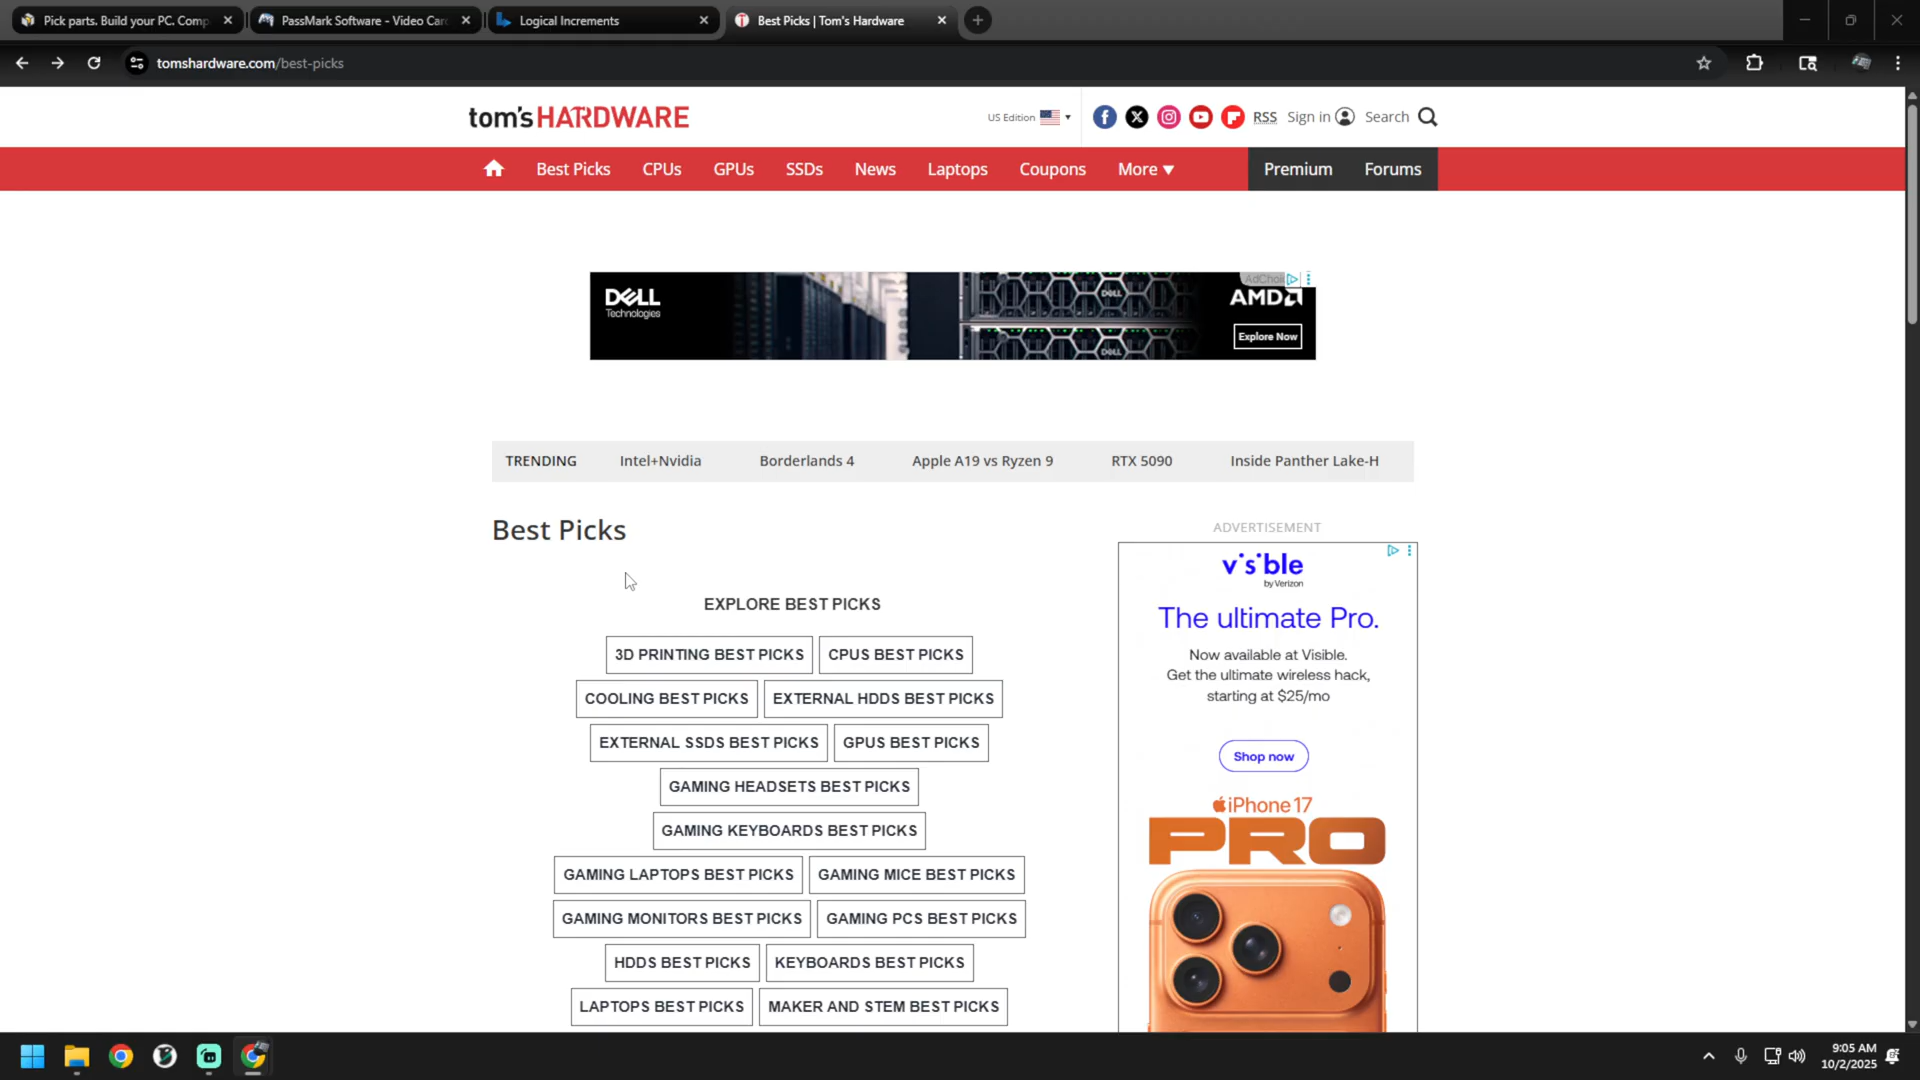 Pick parts. Build your PC. Comp
PassMark Software - Video Car
Logical Increments
Best Picks | Tom's Hardware
tomshardware.com/best-picks
tom's HARDWARE
US Edition
RSS
Sign in
Search
Best Picks
CPUs
GPUs
SSDs
News
Laptops
Coupons
More
Premium
Forums
DELL
Technologies
DELL
DELL
AdChoi
AMD
Explore Now
TRENDING
Intel+Nvidia
Borderlands 4
Apple A19 vs Ryzen 9
RTX 5090
Inside Panther Lake-H
Best Picks
EXPLORE BEST PICKS
3D PRINTING BEST PICKS
CPUS BEST PICKS
COOLING BEST PICKS
EXTERNAL HDDS BEST PICKS
EXTERNAL SSDS BEST PICKS
GPUS BEST PICKS
GAMING HEADSETS BEST PICKS
GAMING KEYBOARDS BEST PICKS
GAMING LAPTOPS BEST PICKS
GAMING MICE BEST PICKS
GAMING MONITORS BEST PICKS
GAMING PCS BEST PICKS
HDDS BEST PICKS
KEYBOARDS BEST PICKS
LAPTOPS BEST PICKS
MAKER AND STEM BEST PICKS
ADVERTISEMENT
visible
by Verizon
The ultimate Pro.
Now available at Visible.
Get the ultimate wireless hack,
starting at $25/mo
Shop now
iPhone 17
PRO
9:05 AM
10/2/2025